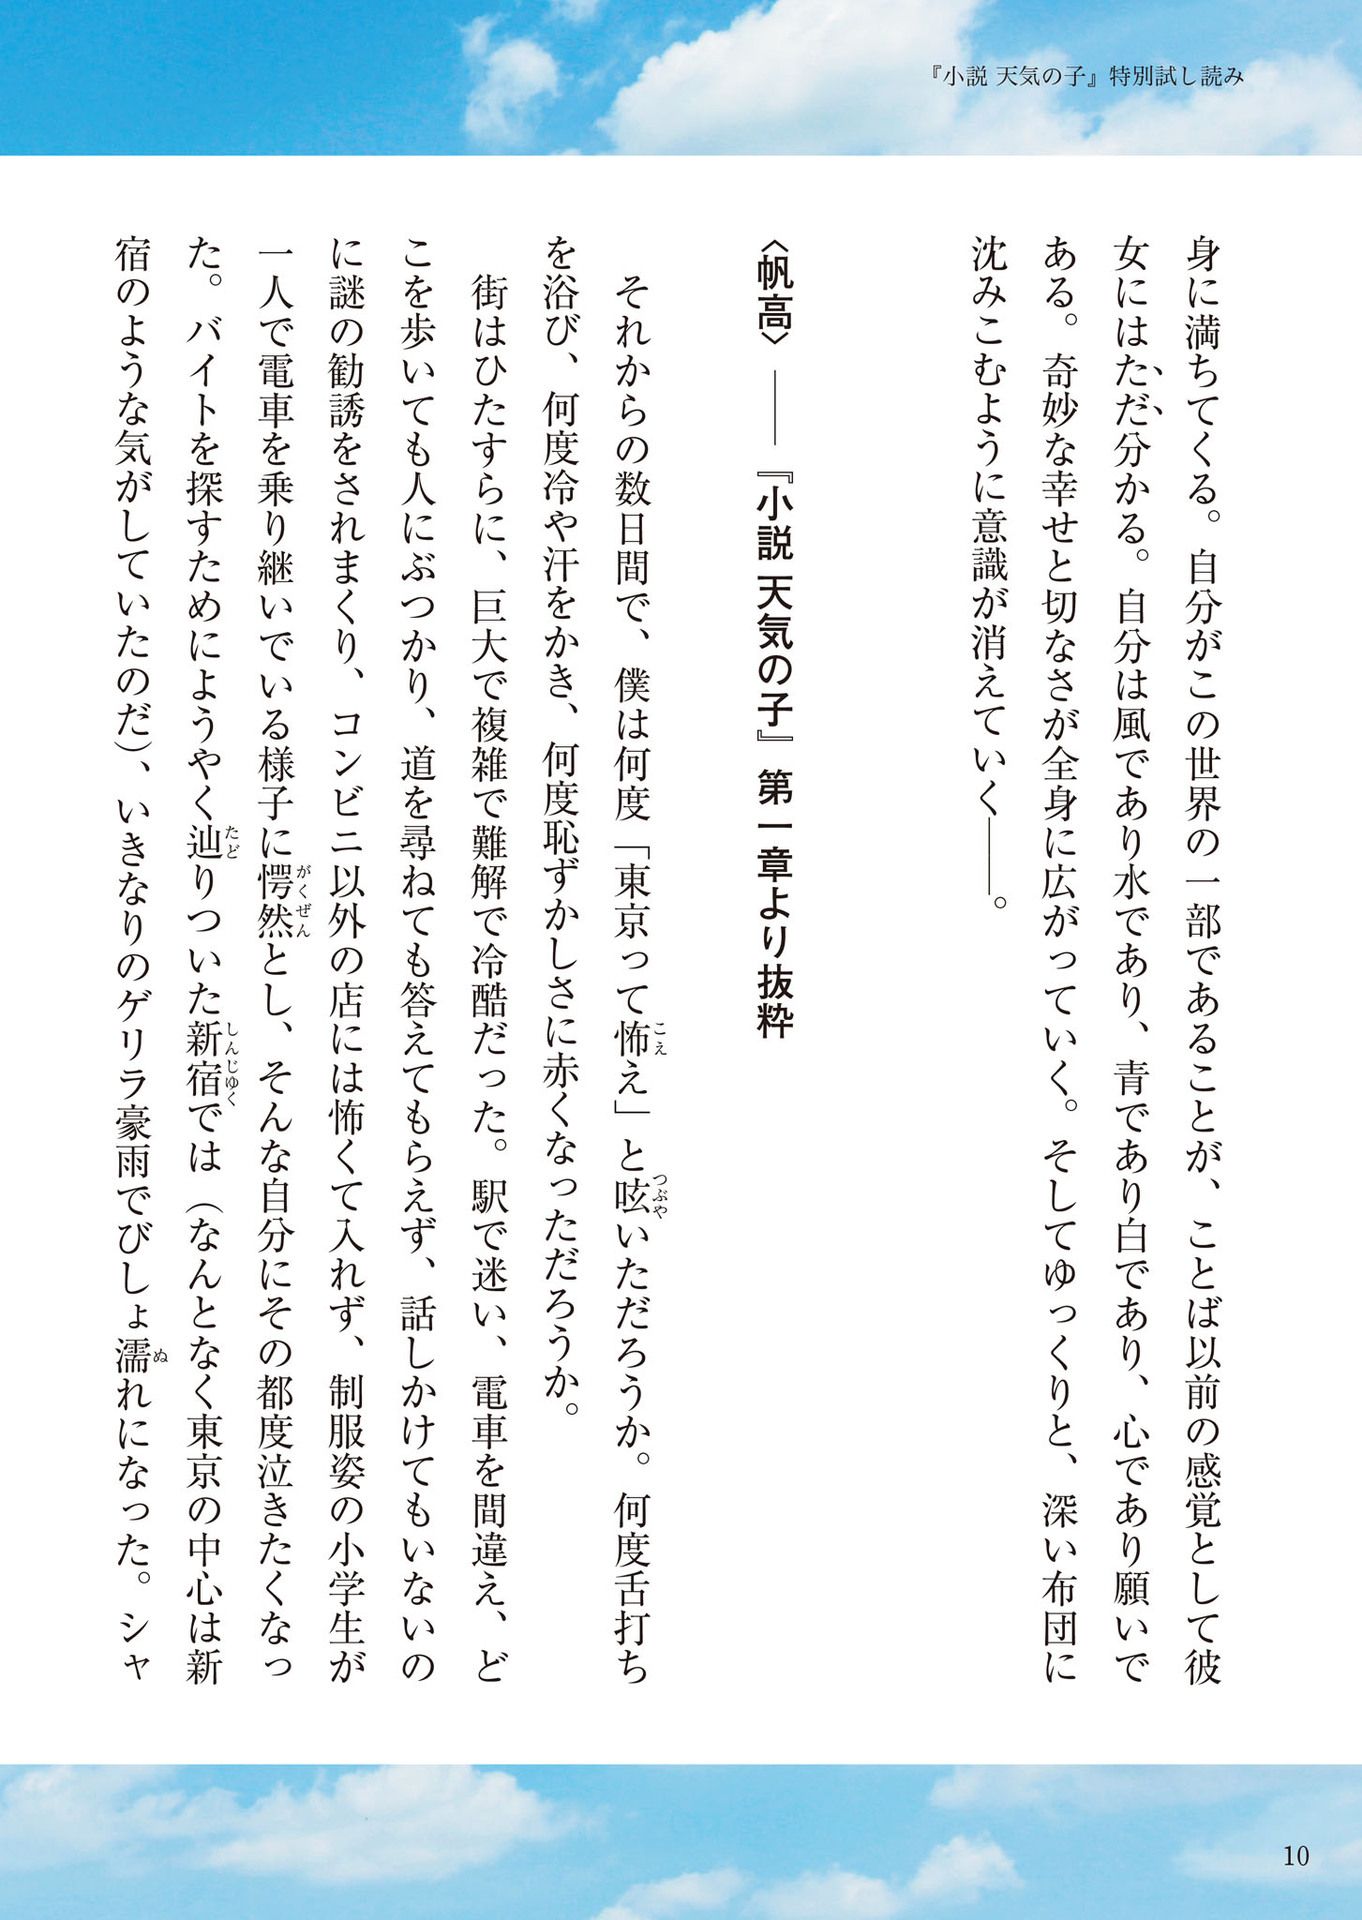 『小説 天気の子』特別試し読み
身に満ちてくる。自分がこの世界の一部であることが、ことば以前の感覚として彼
女にはただ分かる。自分は風であり水であり、青であり白であり、心であり願いで
ある。奇妙な幸せと切なさが全身に広がっていく。そしてゆっくりと、深い布団に
沈みこむように意識が消えていく――。
〈帆高〉――『小説 天気の子』第一章より抜粋
それからの数日間で、僕は何度「東京って怖え」と呟いただろうか。何度舌打ち
を浴び、何度冷や汗をかき、何度恥ずかしさに赤くなっただろうか。
街はひたすらに、巨大で複雑で難解で冷酷だった。駅で迷い、電車を間違え、ど
こを歩いても人にぶつかり、道を尋ねても答えてもらえず、話しかけてもいないの
に謎の勧誘をされまくり、コンビニ以外の店には怖くて入れず、制服姿の小学生が
一人で電車を乗り継いでいる様子に愕然とし、そんな自分にその都度泣きたくなっ
た。バイトを探すためにようやく辿りついた新宿では（なんとなく東京の中心は新
宿のような気がしていたのだ）、いきなりのゲリラ豪雨でびしょ濡れになった。シャ
10